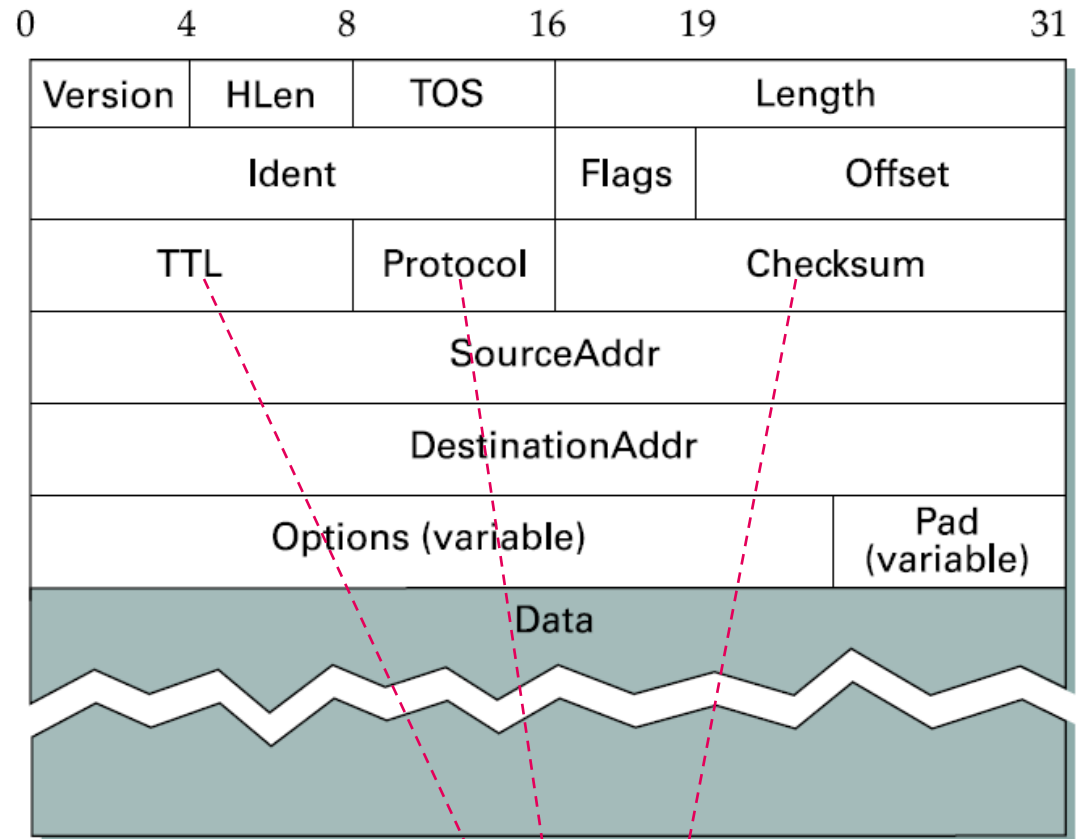 0 4 8 16 19 31
Version HLen TOS Length
Ident Flags Offset
TTL Protocol Checksum
SourceAddr
DestinationAddr
Options (variable) Pad
(variable)
Data